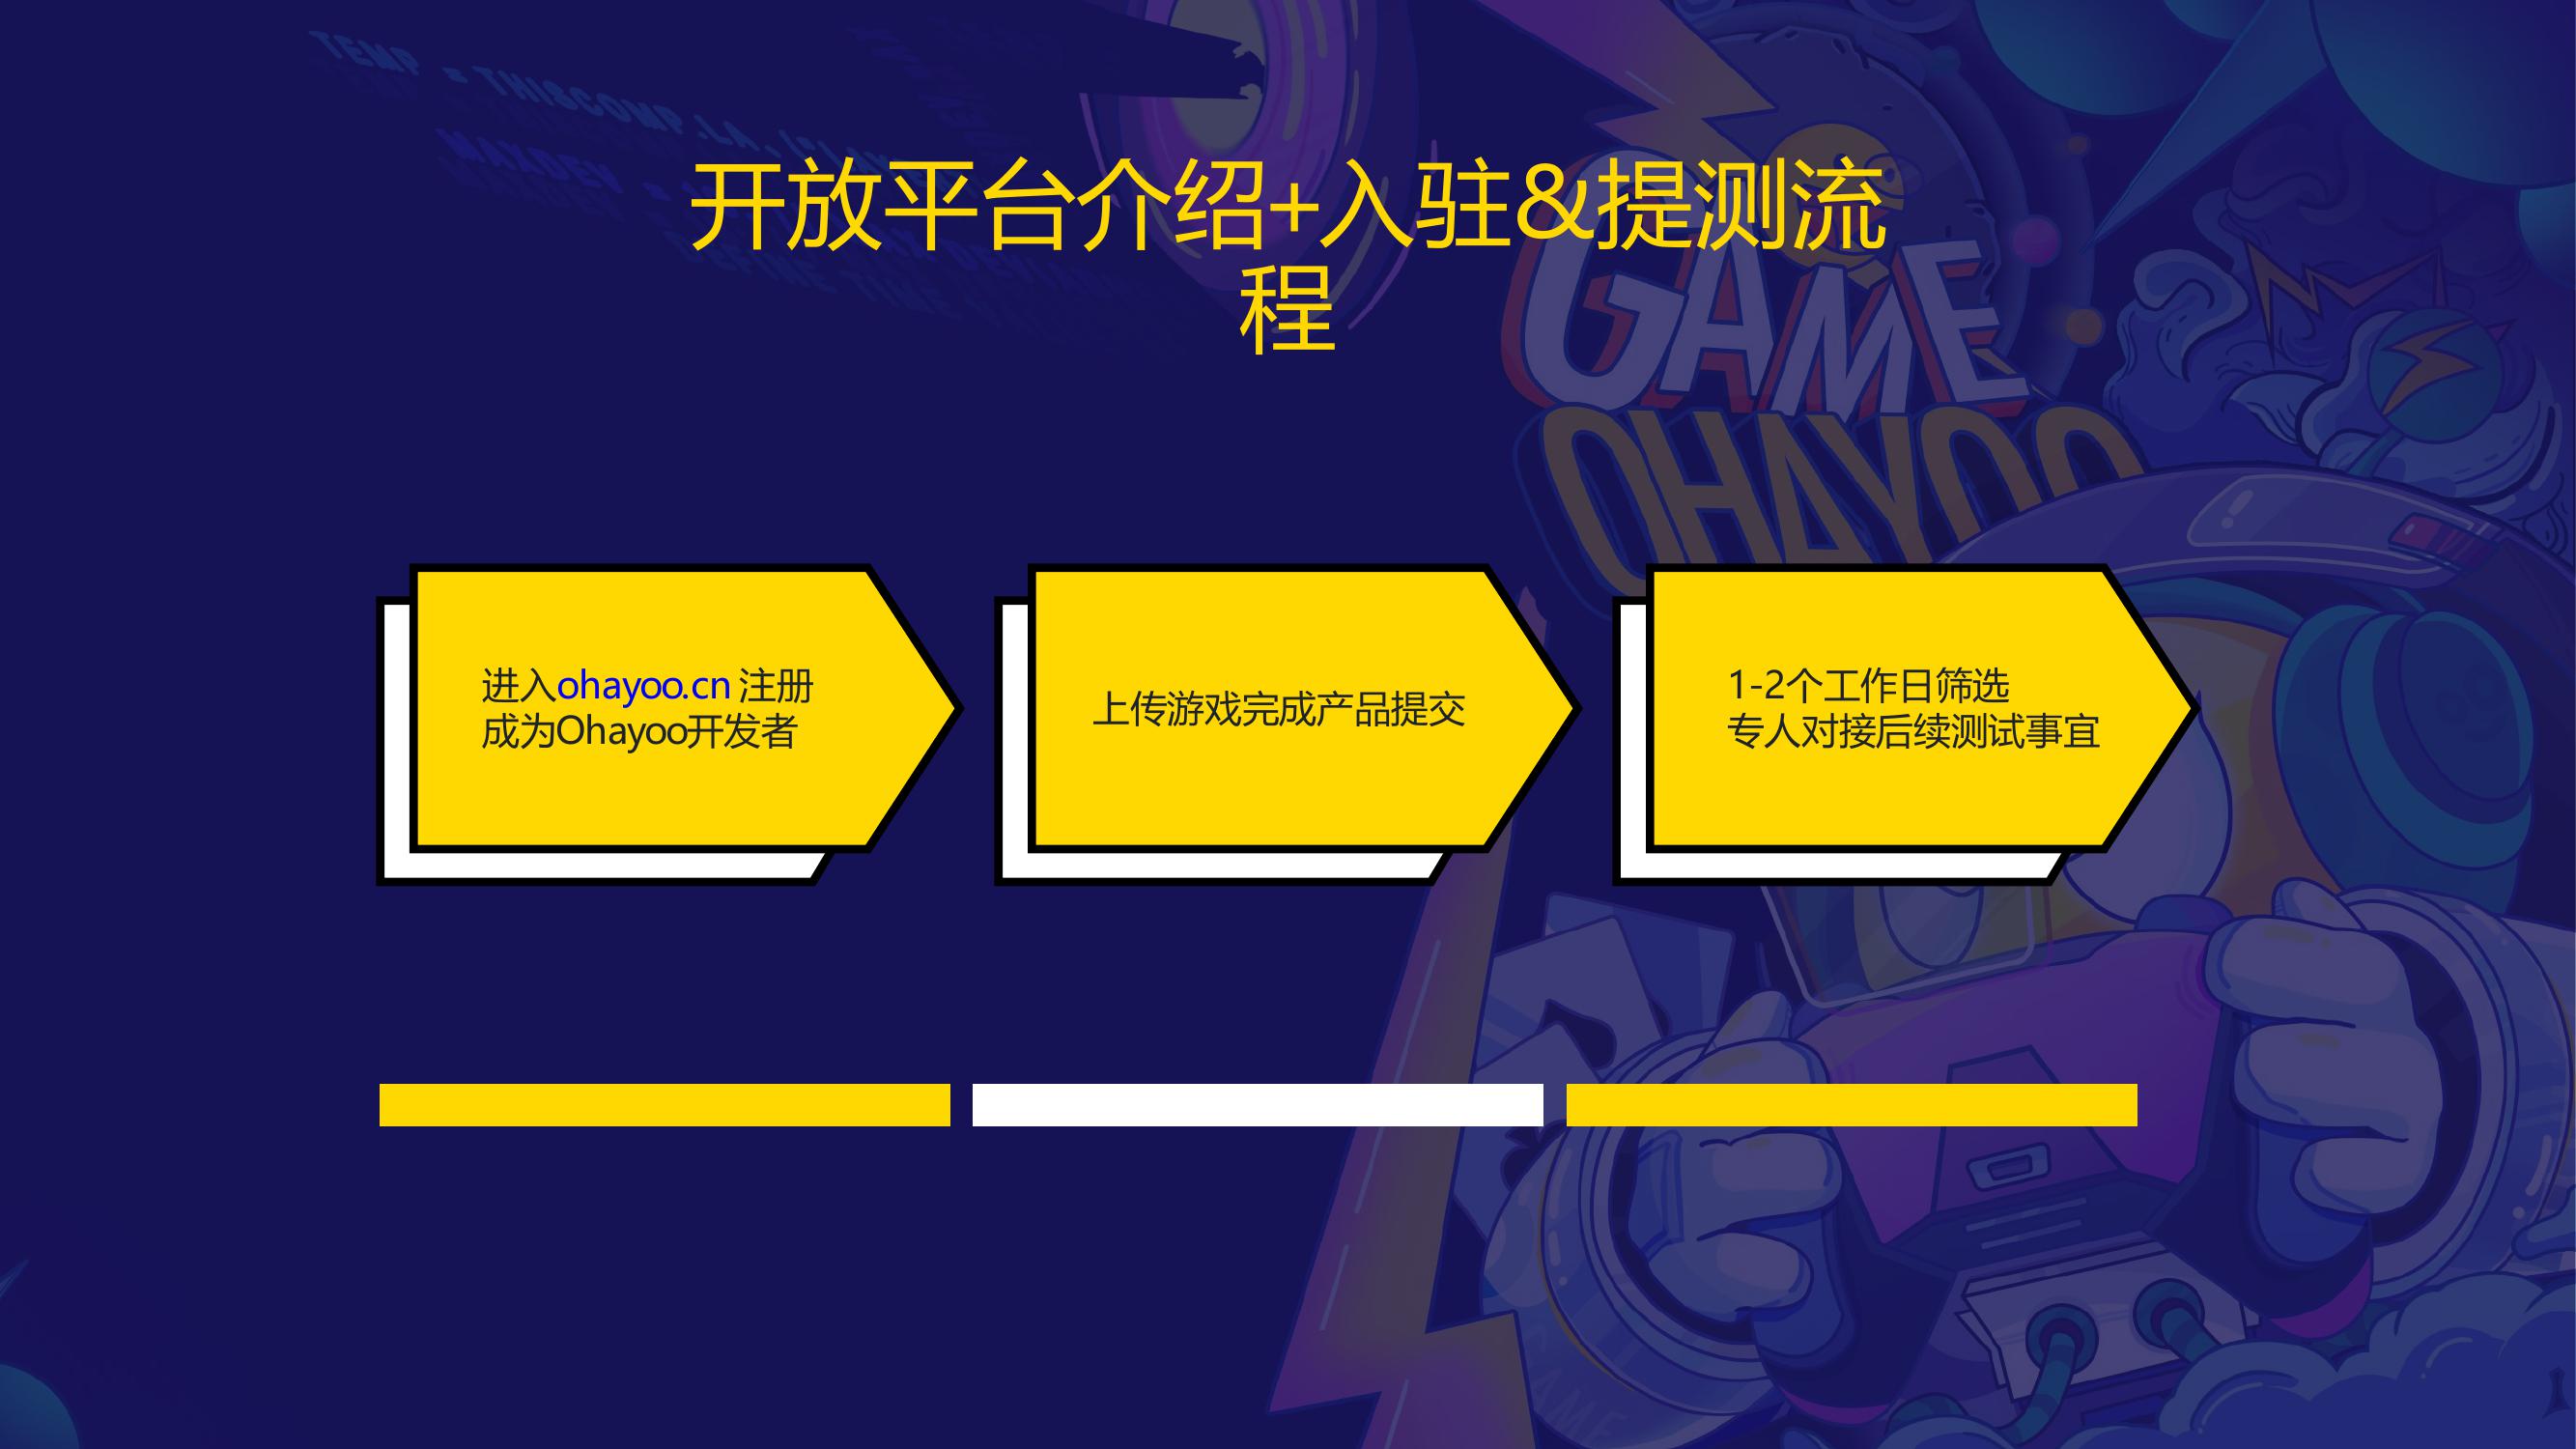 开放平台介绍+入驻&提测流
程
GAME
OHAYOO
进入ohayoo.cn 注册
成为Ohayoo开发者
上传游戏完成产品提交
1-2个工作日筛选
专人对接后续测试事宜